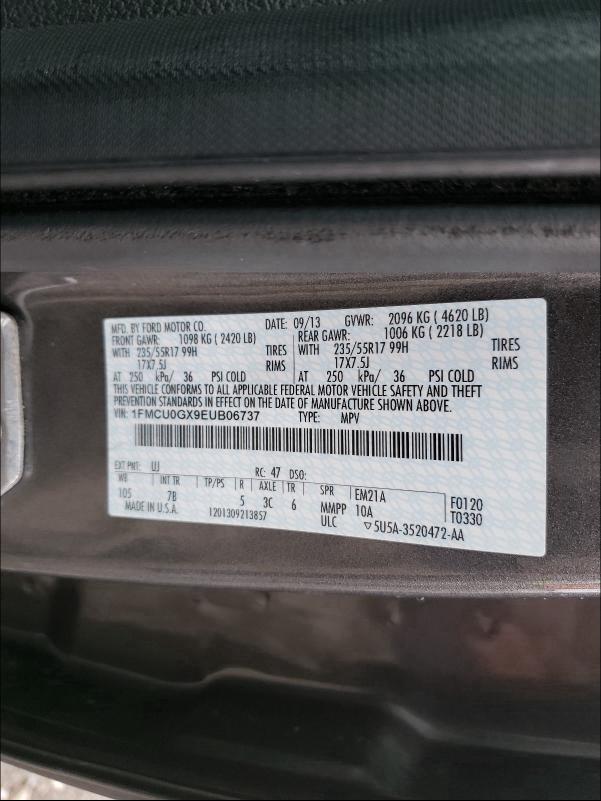 MFD. BY FORD MOTOR CO. DATE: 09/13 GVWR: 2096 KG ( 4620 LB)
FRONT GAWR: 1098 KG ( 2420 LB) REAR GAWR: 1006 KG ( 2218 LB)
WITH 235/55R17 99H TIRES WITH 235/55R17 99H TIRES
17X7.5J RIMS 17X7.5J RIMS
AT 250 kPa/ 36 PSI COLD AT 250 kPa/ 36 PSI COLD
THIS VEHICLE CONFORMS TO ALL APPLICABLE FEDERAL MOTOR VEHICLE SAFETY AND THEFT
PREVENTION STANDARDS IN EFFECT ON THE DATE OF MANUFACTURE SHOWN ABOVE.
VIN: 1FMCU0GX9EUB06737 TYPE: MPV
EXT PNT: UJ RC: 47 DSO:
WB INT TR TP/PS R AXLE TR SPR EM21A F0120
105 7B 5 3C 6 MMPP 10A T0330
MADE IN U.S.A. 1201309213857 ULC ▽5U5A-3520472-AA